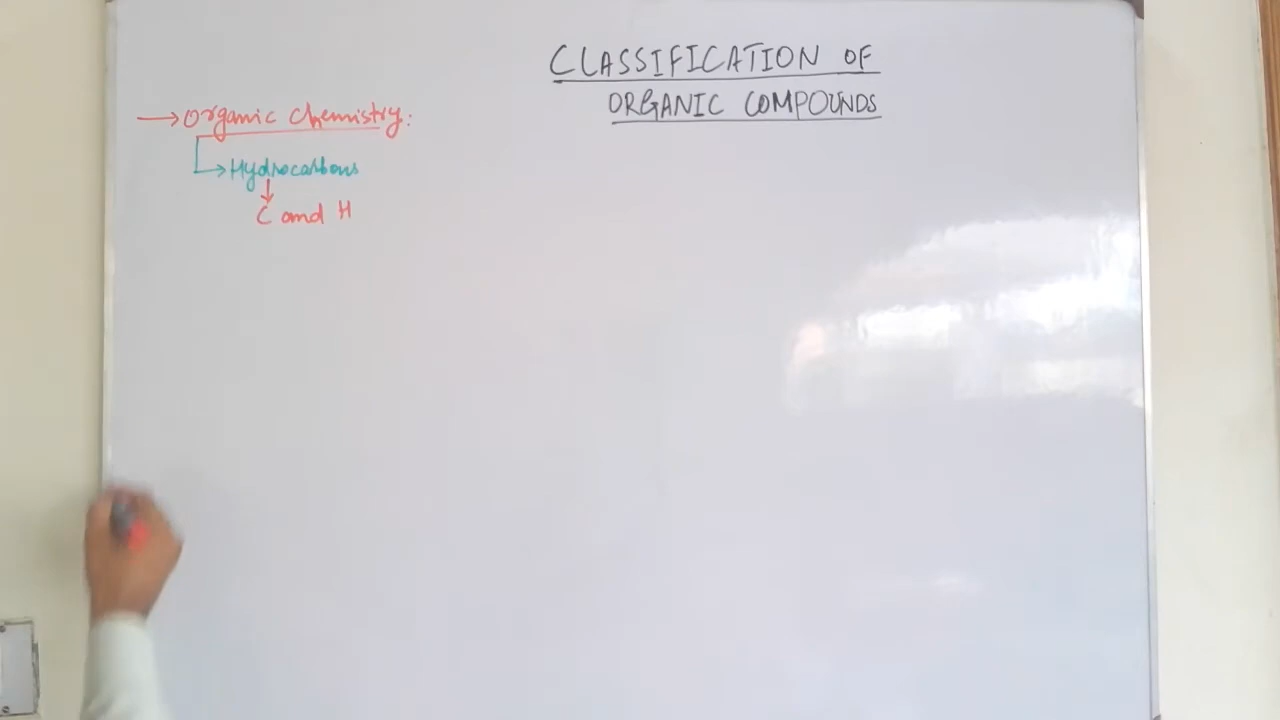 CLASSIFICATION OF
ORGANIC COMPOUNDS
→ Organic Chemistry:
→ Hydrocarbons
↓
C and H